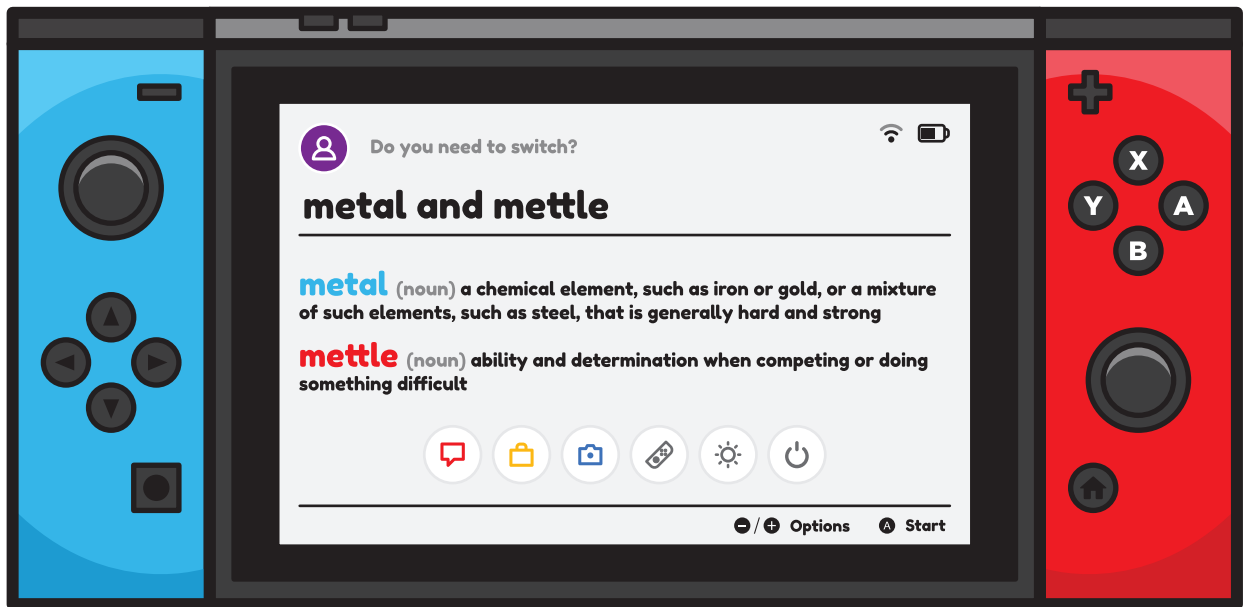 Do you need to switch?
metal and mettle
metal (noun) a chemical element, such as iron or gold, or a mixture
of such elements, such as steel, that is generally hard and strong
mettle (noun) ability and determination when competing or doing
something difficult
X
Y A
B
−/+ Options A Start